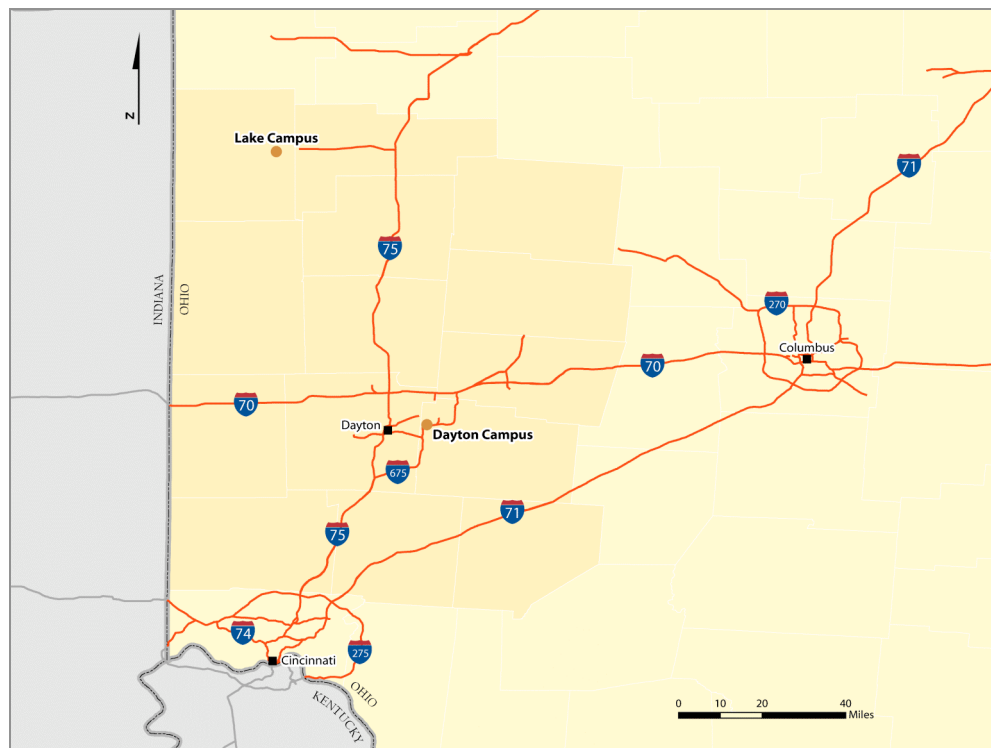 N
Lake Campus
71
75
INDIANA
OHIO
270
Columbus
70
70
Dayton
Dayton Campus
675
71
75
74
275
Cincinnati
OHIO
KENTUCKY
0 10 20 40
Miles